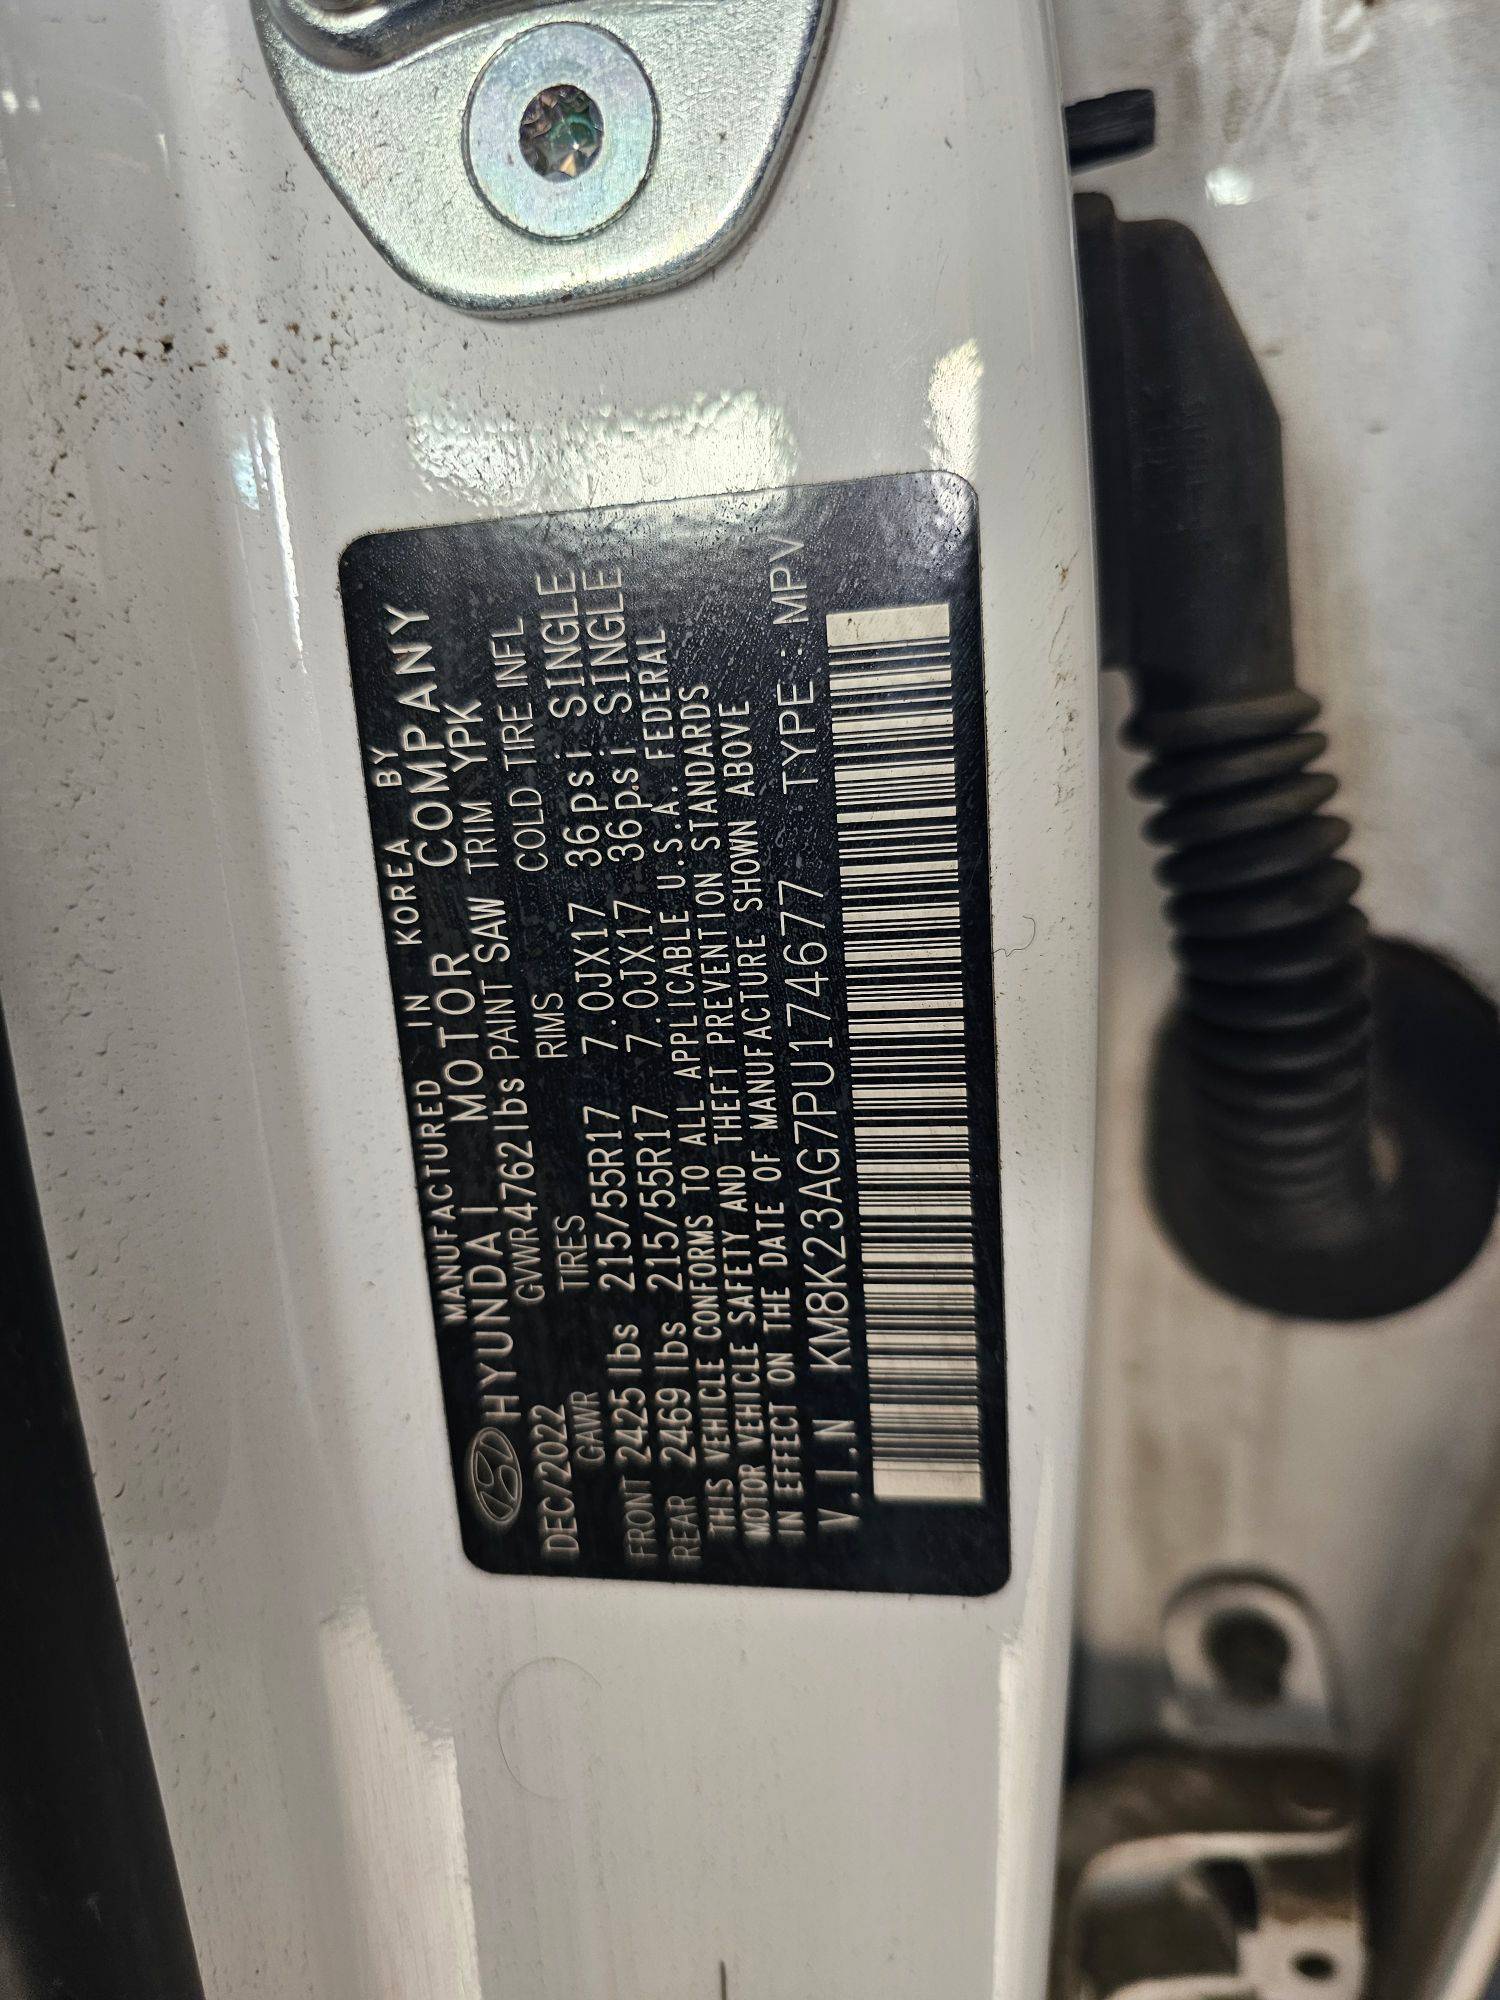 MANUFACTURED IN KOREA BY
HYUNDAI MOTOR COMPANY
DEC/2022 GVWR 4762 lbs PAINT SAW TRIM YPK
GAWR TIRES RIMS COLD TIRE INFL
FRONT 2425 lbs 215/55R17 7.0JX17 36psi SINGLE
REAR 2469 lbs 215/55R17 7.0JX17 36psi SINGLE
THIS VEHICLE CONFORMS TO ALL APPLICABLE U.S.A. FEDERAL
MOTOR VEHICLE SAFETY AND THEFT PREVENTION STANDARDS
IN EFFECT ON THE DATE OF MANUFACTURE SHOWN ABOVE
V.I.N KM8K23AG7PU174677 TYPE : MPV